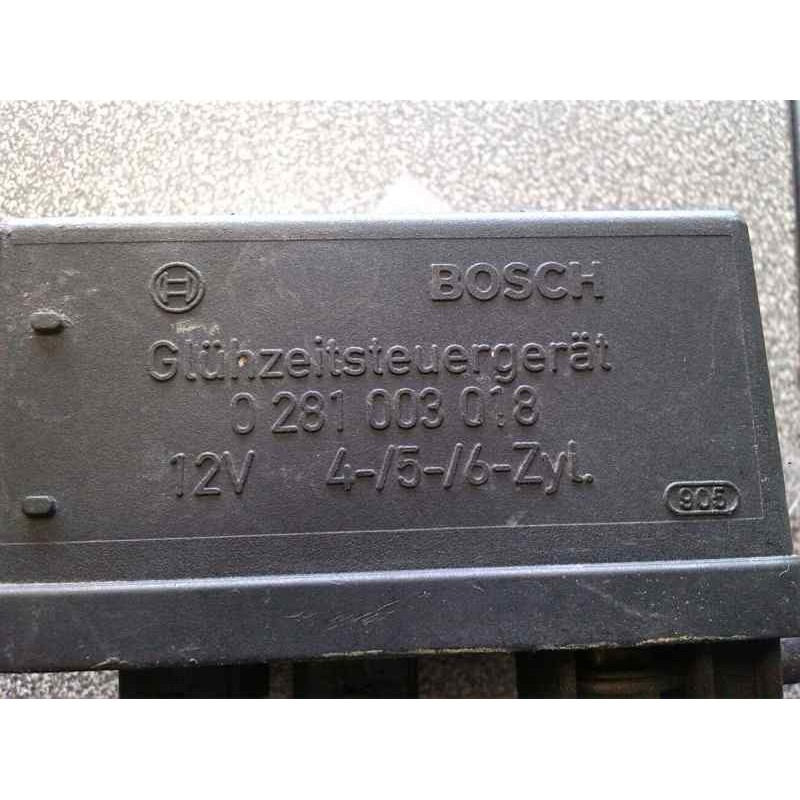 BOSCH
Glühzeitsteuergerät
0 281 003 018
12V 4-/5-/6-Zyl.
905